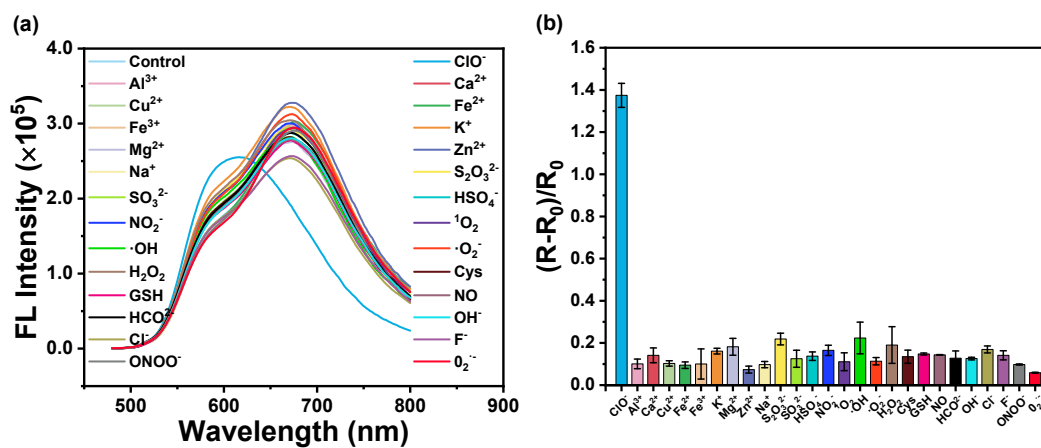 (a)
FL Intensity (×10⁵)
4.0
3.0
2.0
1.0
0.0
Control
Al³⁺
Cu²⁺
Fe³⁺
Mg²⁺
Na⁺
SO₃²⁻
NO₂⁻
·OH
H₂O₂
GSH
HCO²⁻
Cl⁻
ONOO⁻
ClO⁻
Ca²⁺
Fe²⁺
K⁺
Zn²⁺
S₂O₃²⁻
HSO₄⁻
¹O₂
·O₂⁻
Cys
NO
OH⁻
F⁻
0₂·⁻
500 600 700 800 900
Wavelength (nm)
(b)
(R-R₀)/R₀
1.6
1.4
1.2
1.0
0.8
0.6
0.4
0.2
0.0
ClO⁻
Al³⁺
Ca²⁺
Cu²⁺
Fe²⁺
Fe³⁺
K⁺
Mg²⁺
Zn²⁺
Na⁺
S₂O₃²⁻
SO₃²⁻
HSO₄⁻
NO₂⁻
¹O₂
·OH
·O₂⁻
H₂O₂
Cys
GSH
NO
HCO²⁻
OH⁻
Cl⁻
F⁻
ONOO⁻
0₂·⁻